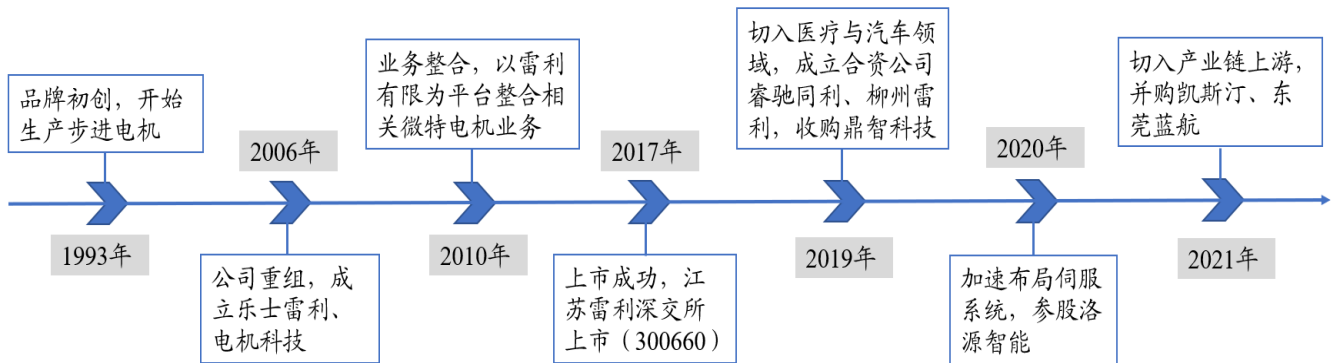 品牌初创，开始
生产步进电机
1993年
2006年
公司重组，成
立乐士雷利、
电机科技
业务整合，以雷利
有限为平台整合相
关微特电机业务
2010年
2017年
上市成功，江
苏雷利深交所
上市（300660）
切入医疗与汽车领
域，成立合资公司
睿驰同利、柳州雷
利，收购鼎智科技
2019年
2020年
加速布局伺服
系统，参股洛
源智能
切入产业链上游，
并购凯斯汀、东
莞蓝航
2021年